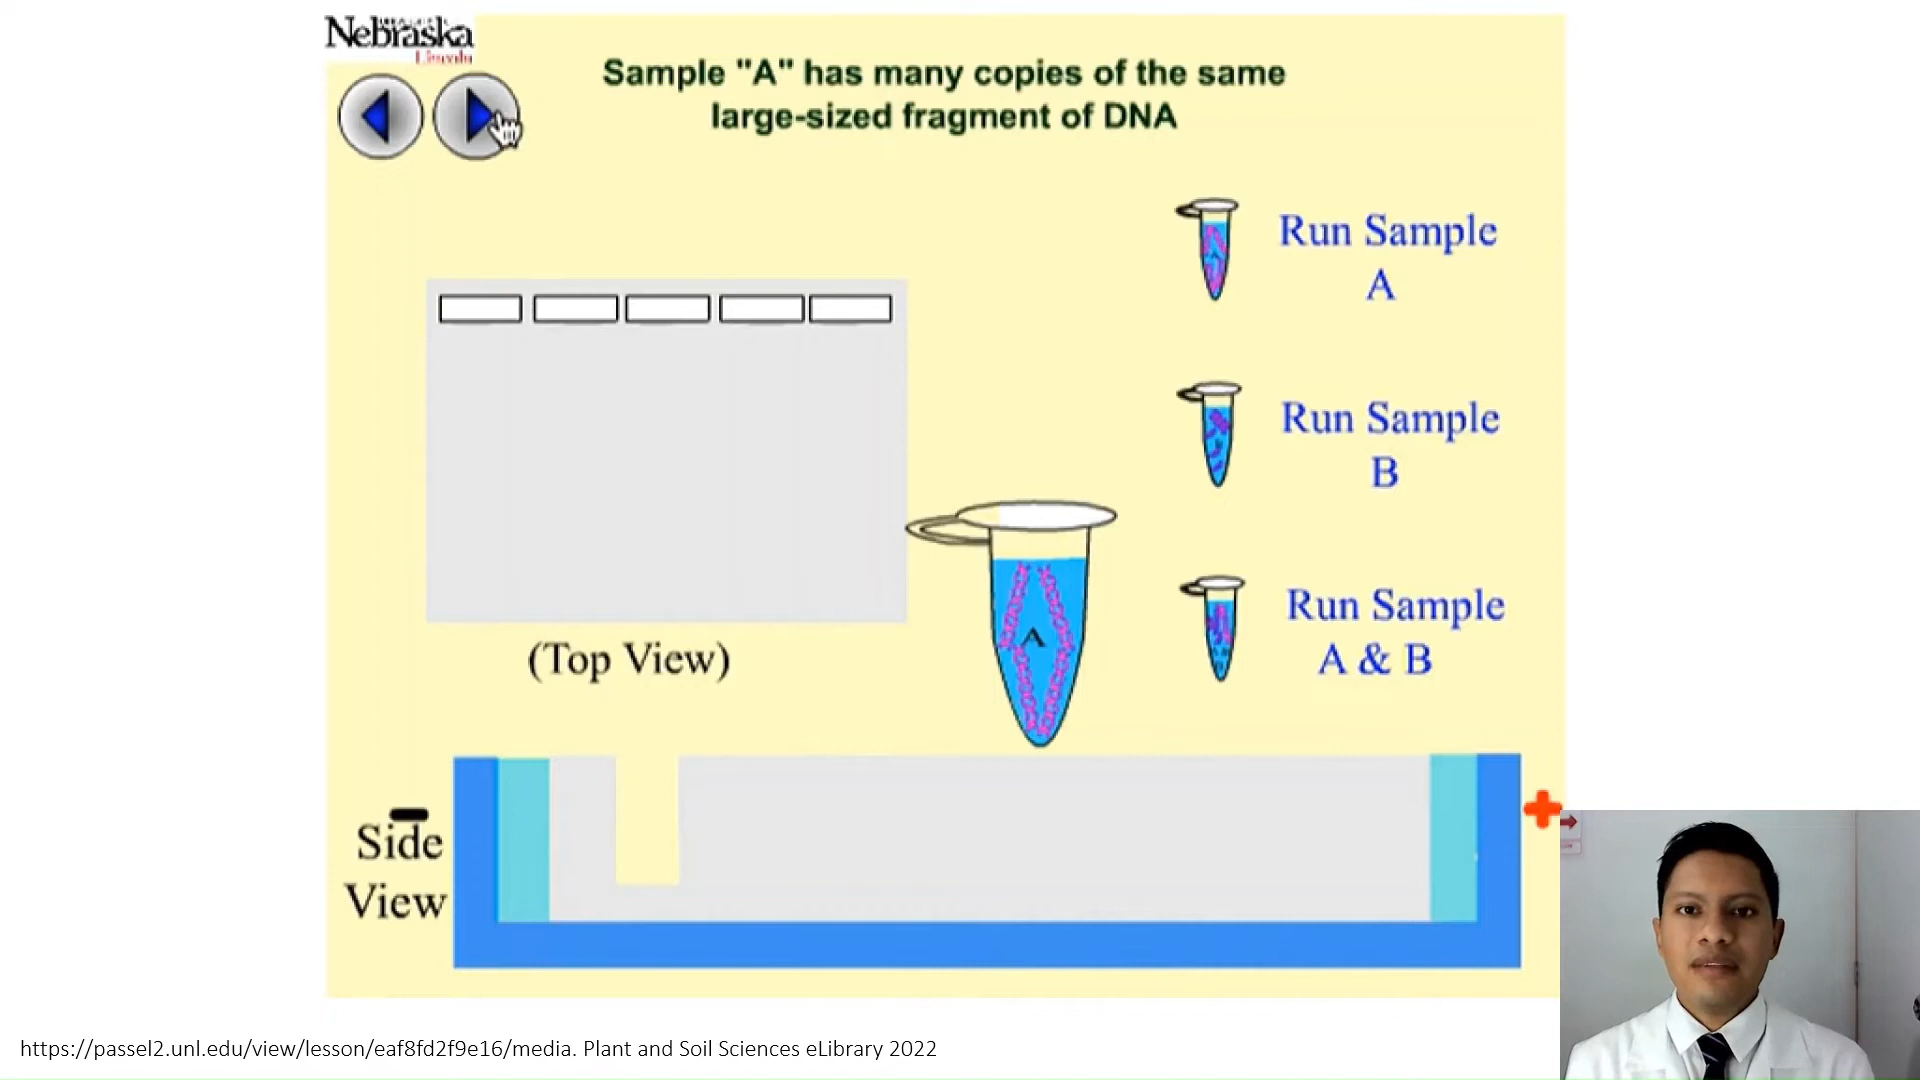 Nebraska
Lincoln
Sample "A" has many copies of the same
large-sized fragment of DNA
Run Sample
A
Run Sample
B
Run Sample
A & B
(Top View)
A
Side
View
https://passel2.unl.edu/view/lesson/eaf8fd2f9e16/media. Plant and Soil Sciences eLibrary 2022